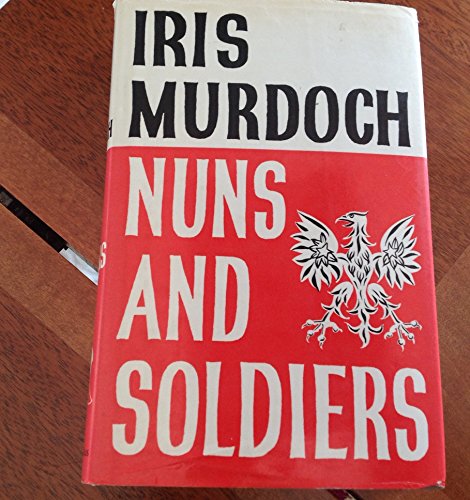 IRIS
MURDOCH
NUNS
AND
SOLDIERS